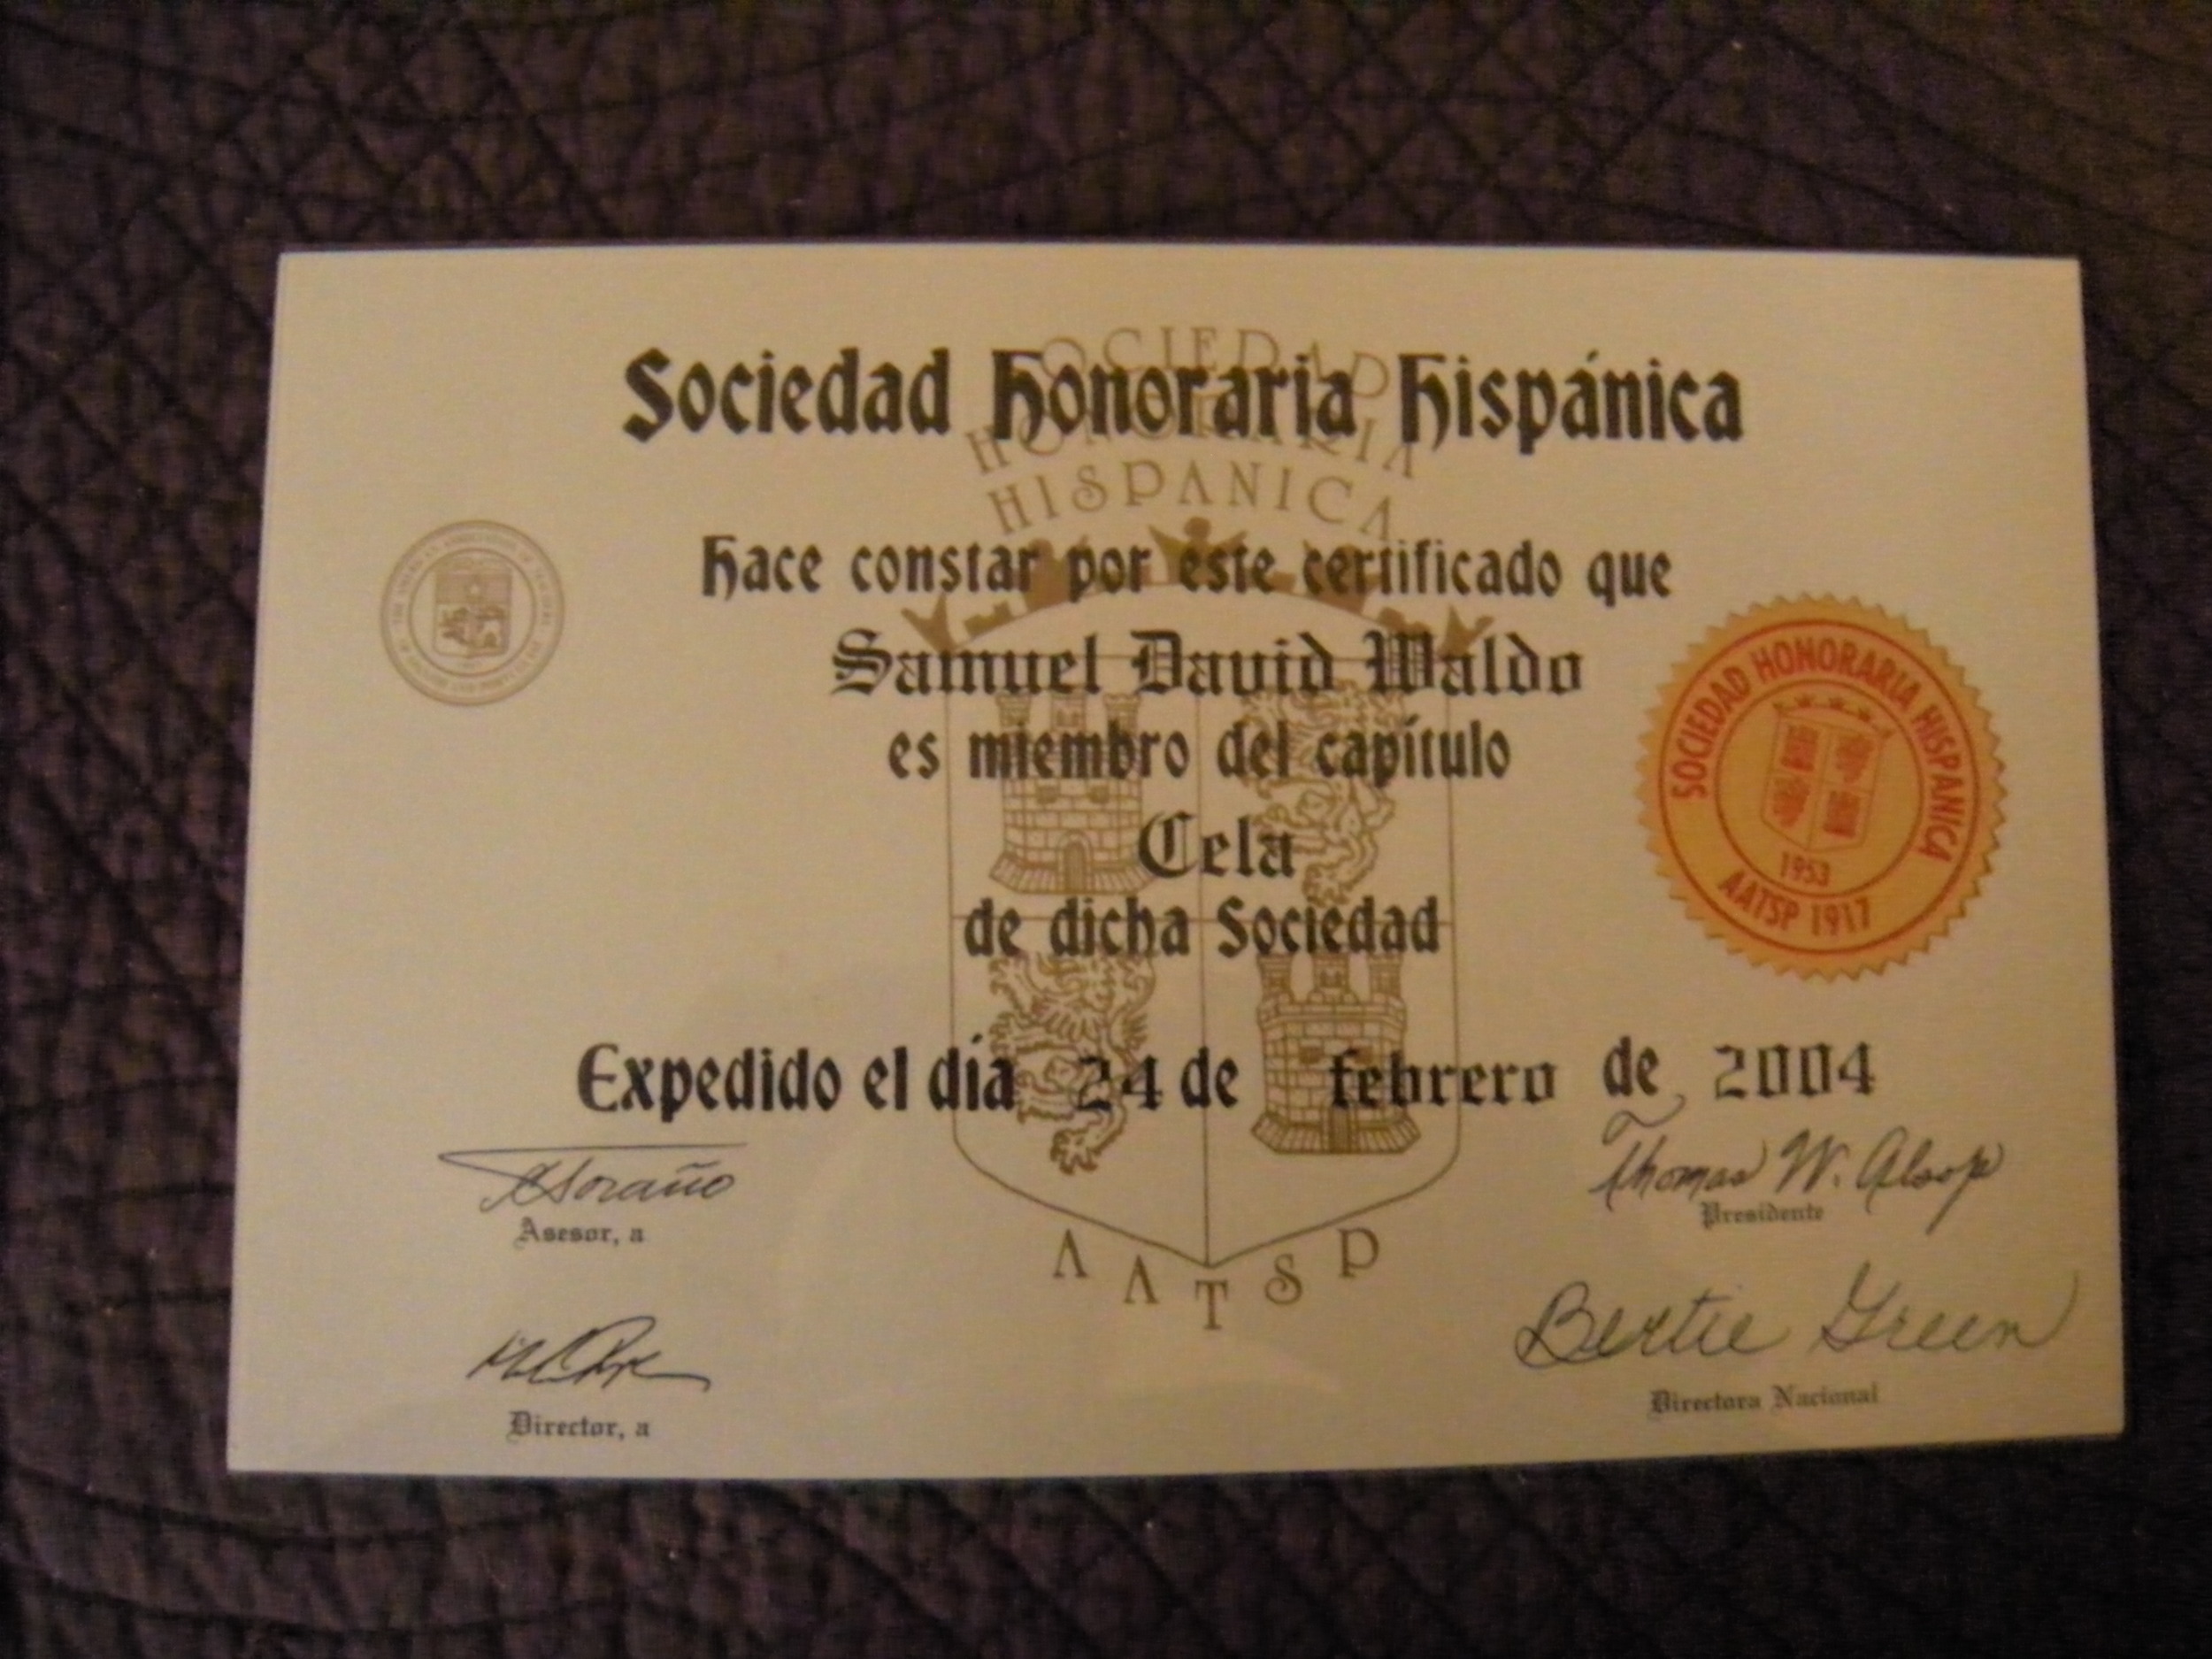 SOCIEDAD
HONORARIA
HISPANICA
Sociedad Honoraria Hispánica
Hace constar por este certificado que
Samuel David Waldo
es miembro del capítulo
Cela
de dicha Sociedad
SOCIEDAD HONORARIA HISPANICA
1953
AATSP 1917
Expedido el día 24 de febrero de 2004
Asesor, a
Thomas W. Alsop
Presidente
AATSP
Bertie Green
Director, a
Directora Nacional